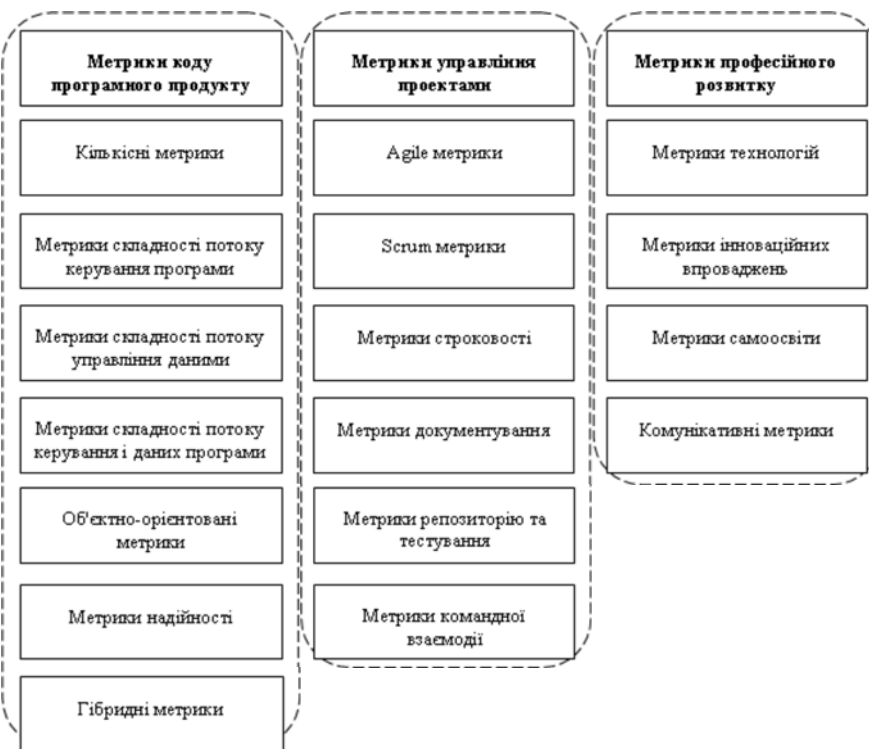 Метрики коду
програмного продукту
Кількісні метрики
Метрики складності потоку
керування програми
Метрики складності потоку
управління даними
Метрики складності потоку
керування і даних програми
Об'єктно-орієнтовані
метрики
Метрики надійності
Гібридні метрики
Метрики управління
проектами
Agile метрики
Scrum метрики
Метрики строковості
Метрики документування
Метрики репозиторію та
тестування
Метрики командної
взаємодії
Метрики професійного
розвитку
Метрики технологій
Метрики інноваційних
впроваджень
Метрики самоосвіти
Комунікативні метрики